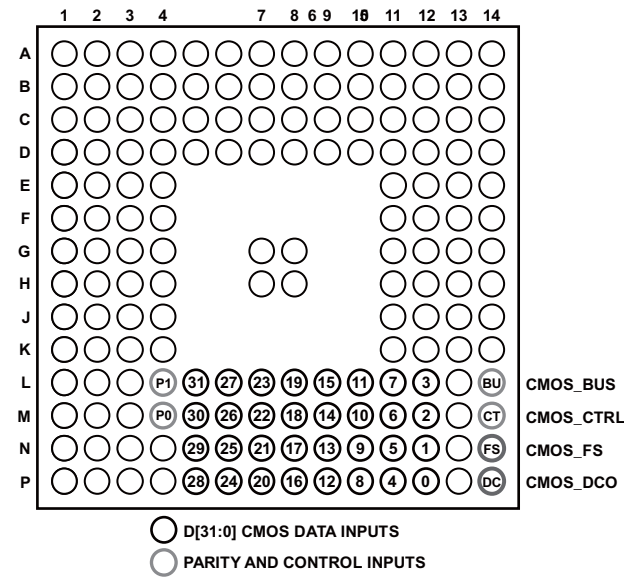 1 2 3 4 7 8 6 9 10 11 12 13 14
A
B
C
D
E
F
G
H
J
K
L P1 31 27 23 19 15 11 7 3 BU CMOS_BUS
M P0 30 26 22 18 14 10 6 2 CT CMOS_CTRL
N 29 25 21 17 13 9 5 1 FS CMOS_FS
P 28 24 20 16 12 8 4 0 DC CMOS_DCO
D[31:0] CMOS DATA INPUTS
PARITY AND CONTROL INPUTS